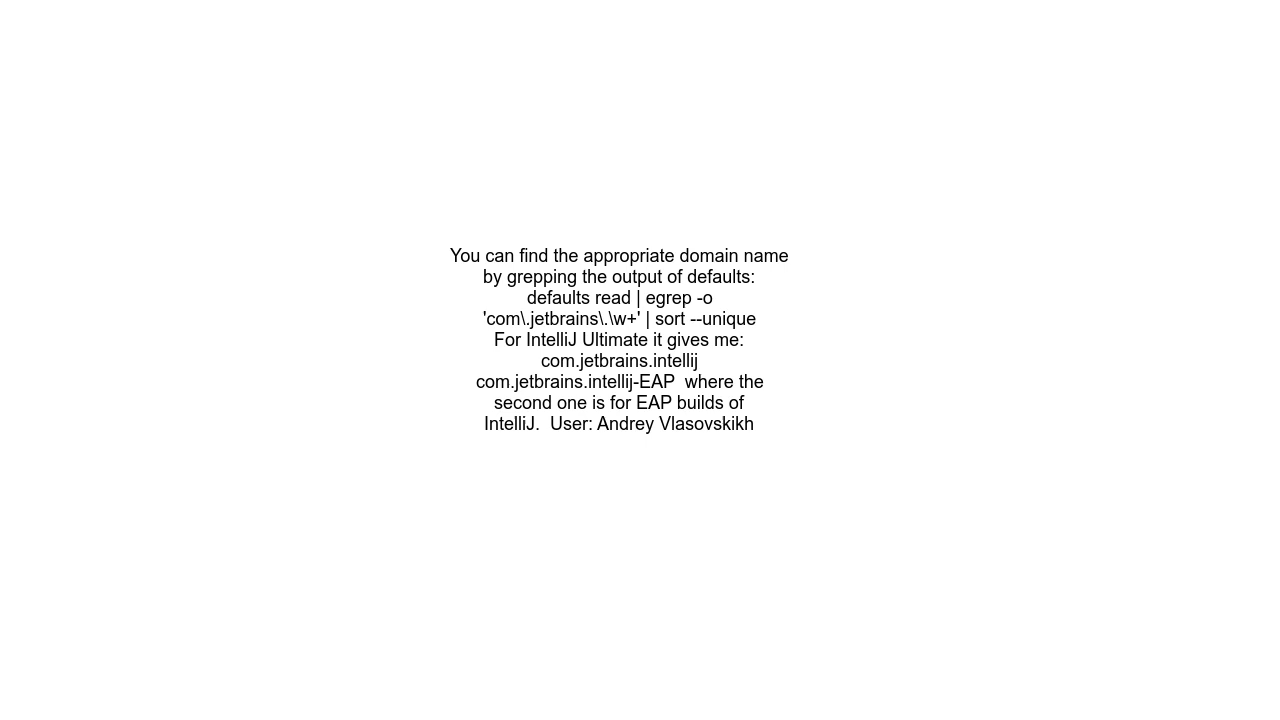 You can find the appropriate domain name
by grepping the output of defaults:
defaults read | egrep -o
'com\.jetbrains\.\w+' | sort --unique
For IntelliJ Ultimate it gives me:
com.jetbrains.intellij
com.jetbrains.intellij-EAP  where the
second one is for EAP builds of
IntelliJ.  User: Andrey Vlasovskikh